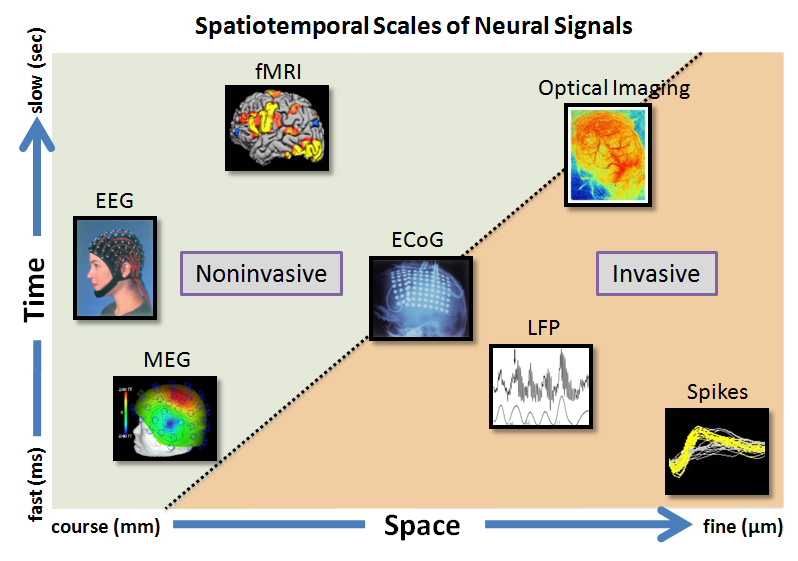 Spatiotemporal Scales of Neural Signals
slow (sec)
fMRI
Optical Imaging
EEG
ECoG
Noninvasive
Invasive
Time
LFP
MEG
Spikes
fast (ms)
course (mm)
Space
fine (μm)